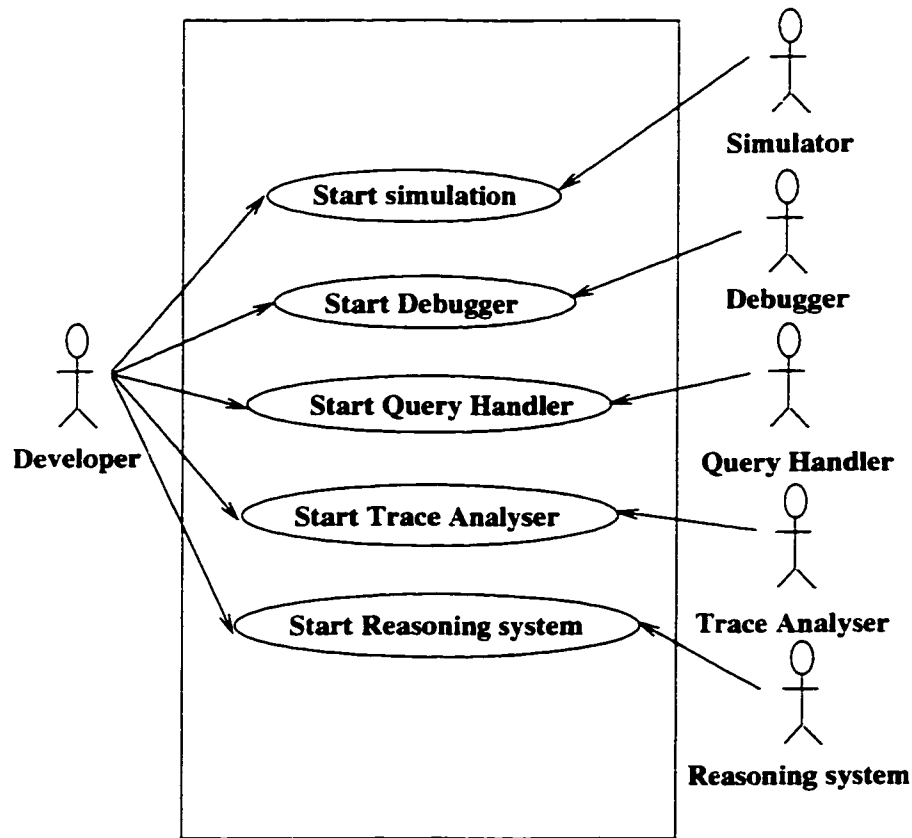 Simulator
Start simulation
Start Debugger
Debugger
Start Query Handler
Developer
Query Handler
Start Trace Analyser
Trace Analyser
Start Reasoning system
Reasoning system